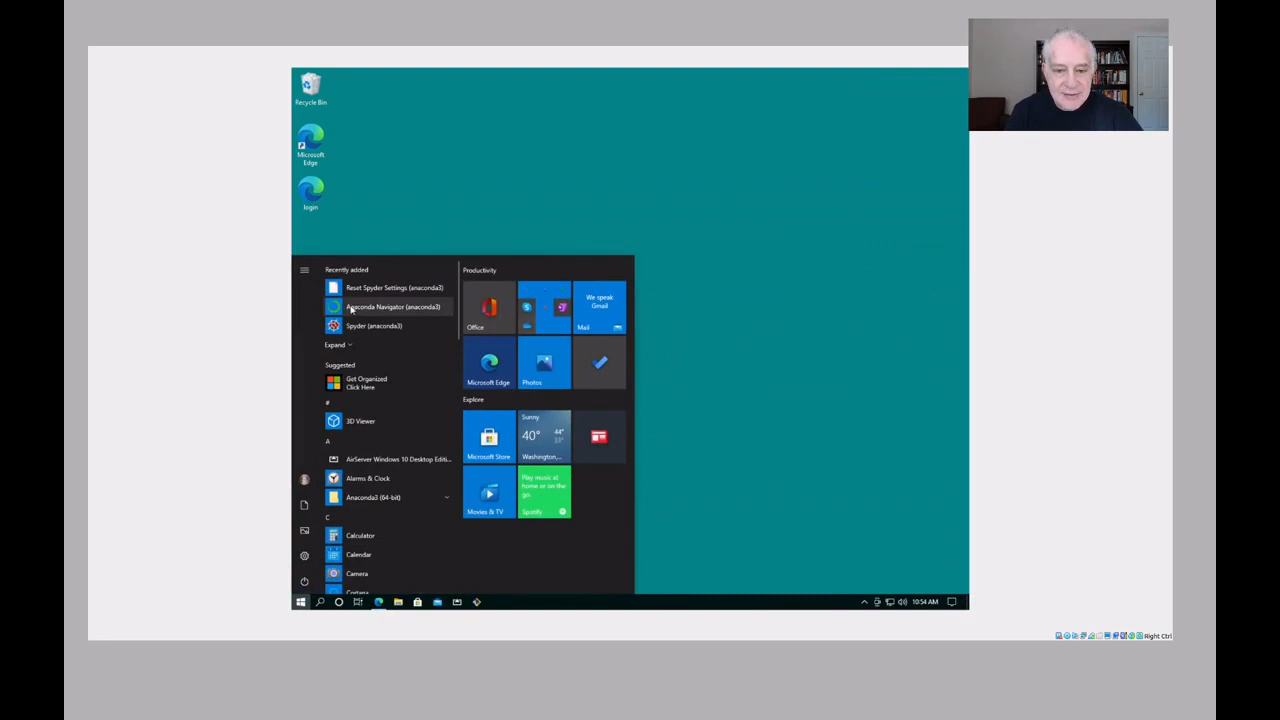 Recycle Bin
Microsoft
Edge
login
Recently added
Reset Spyder Settings (anaconda3)
Anaconda Navigator (anaconda3)
Spyder (anaconda3)
Expand
Suggested
Get Organized
Click Here
#
3D Viewer
A
AirServer Windows 10 Desktop Editi...
Alarms & Clock
Anaconda3 (64-bit)
C
Calculator
Calendar
Camera
Cortana
Productivity
Office
We speak
Gmail
Mail
Microsoft Edge
Photos
Explore
Microsoft Store
Sunny
40°
44°
33°
Washington,...
Movies & TV
Play music at
home or on the
go.
Spotify
10:54 AM
Right Ctrl